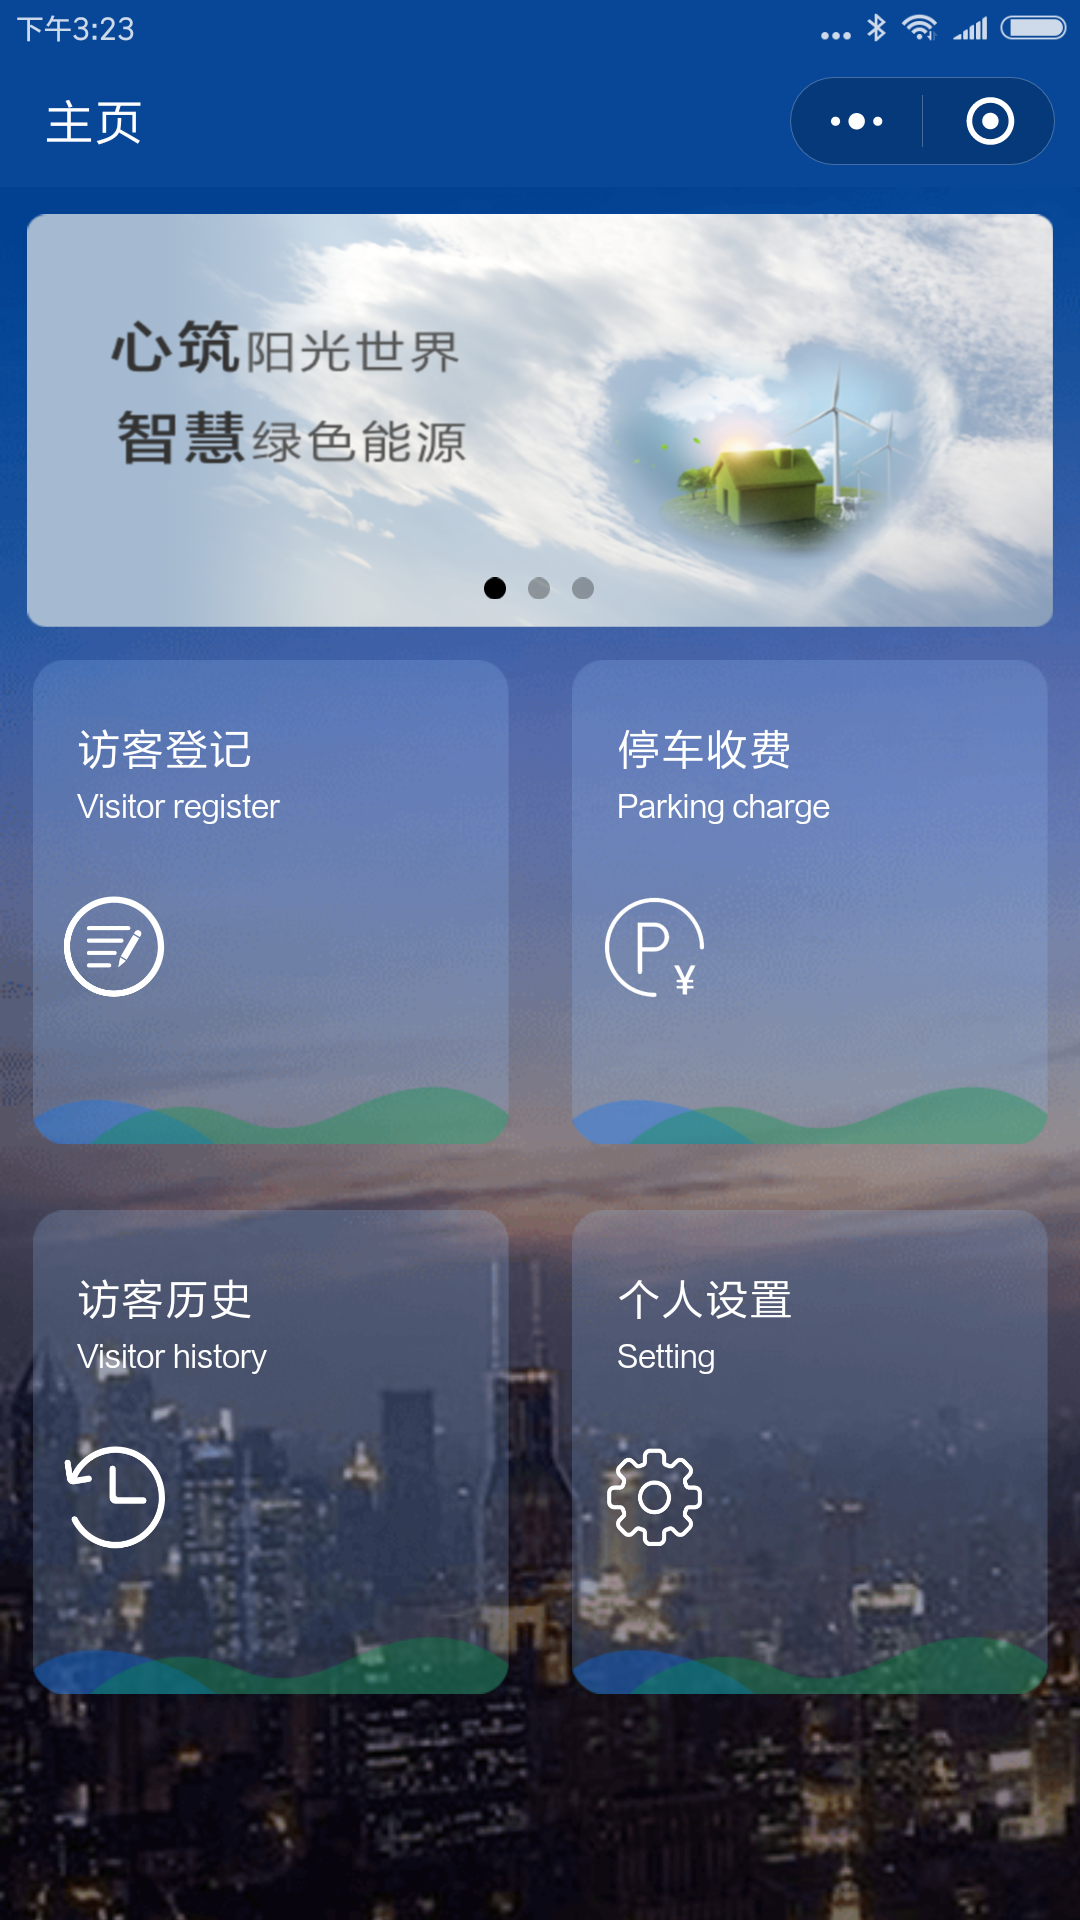 下午3:23
主页
心筑阳光世界
智慧绿色能源
访客登记
Visitor register
停车收费
Parking charge
P
¥
访客历史
Visitor history
个人设置
Setting